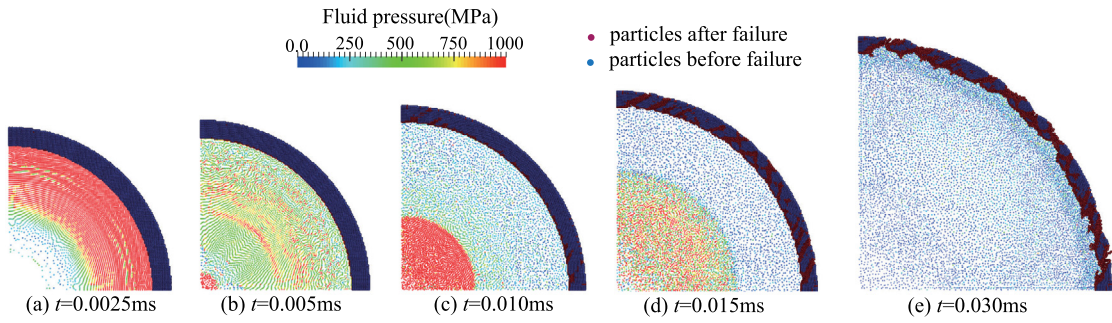 Fluid pressure(MPa)
0.0 250 500 750 1000
particles after failure
particles before failure
(a) t=0.0025ms
(b) t=0.005ms
(c) t=0.010ms
(d) t=0.015ms
(e) t=0.030ms